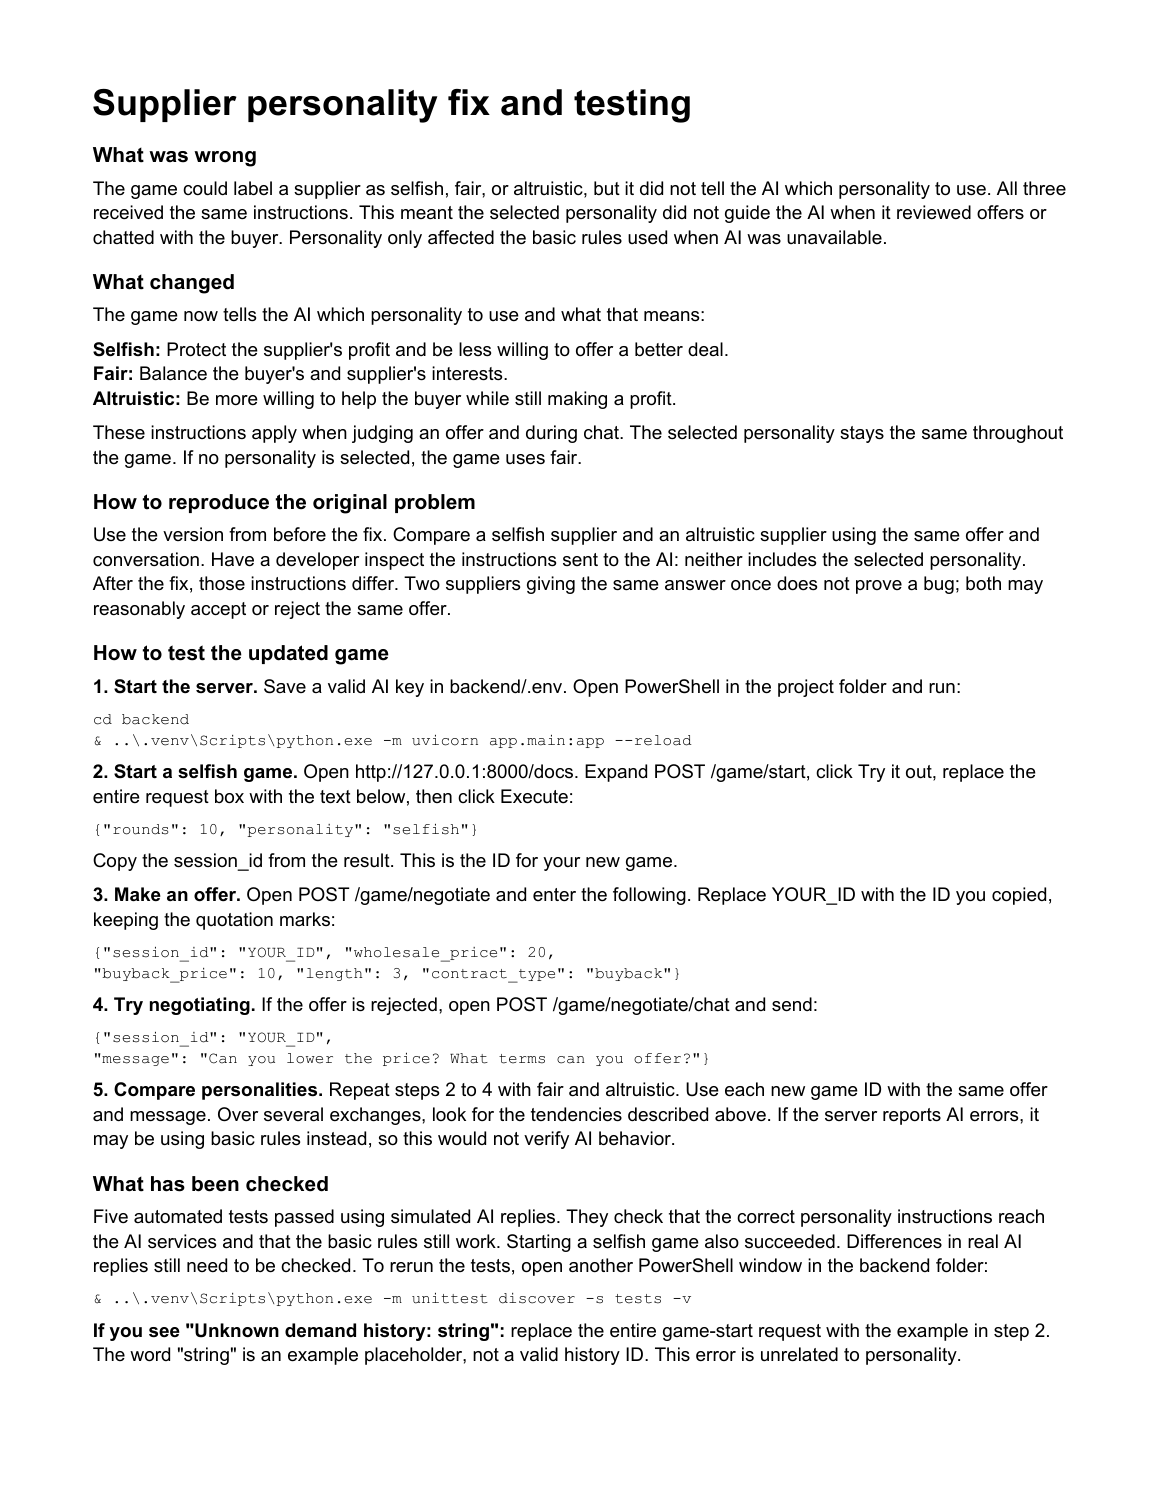 Supplier personality fix and testing
What was wrong
The game could label a supplier as selfish, fair, or altruistic, but it did not tell the AI which personality to use. All three
received the same instructions. This meant the selected personality did not guide the AI when it reviewed offers or
chatted with the buyer. Personality only affected the basic rules used when AI was unavailable.
What changed
The game now tells the AI which personality to use and what that means:
Selfish: Protect the supplier's profit and be less willing to offer a better deal.
Fair: Balance the buyer's and supplier's interests.
Altruistic: Be more willing to help the buyer while still making a profit.
These instructions apply when judging an offer and during chat. The selected personality stays the same throughout
the game. If no personality is selected, the game uses fair.
How to reproduce the original problem
Use the version from before the fix. Compare a selfish supplier and an altruistic supplier using the same offer and
conversation. Have a developer inspect the instructions sent to the AI: neither includes the selected personality.
After the fix, those instructions differ. Two suppliers giving the same answer once does not prove a bug; both may
reasonably accept or reject the same offer.
How to test the updated game
1. Start the server. Save a valid AI key in backend/.env. Open PowerShell in the project folder and run:
cd backend
& ..\.venv\Scripts\python.exe -m uvicorn app.main:app --reload
2. Start a selfish game. Open http://127.0.0.1:8000/docs. Expand POST /game/start, click Try it out, replace the
entire request box with the text below, then click Execute:
{"rounds": 10, "personality": "selfish"}
Copy the session_id from the result. This is the ID for your new game.
3. Make an offer. Open POST /game/negotiate and enter the following. Replace YOUR_ID with the ID you copied,
keeping the quotation marks:
{"session_id": "YOUR_ID", "wholesale_price": 20,
"buyback_price": 10, "length": 3, "contract_type": "buyback"}
4. Try negotiating. If the offer is rejected, open POST /game/negotiate/chat and send:
{"session_id": "YOUR_ID",
"message": "Can you lower the price? What terms can you offer?"}
5. Compare personalities. Repeat steps 2 to 4 with fair and altruistic. Use each new game ID with the same offer
and message. Over several exchanges, look for the tendencies described above. If the server reports AI errors, it
may be using basic rules instead, so this would not verify AI behavior.
What has been checked
Five automated tests passed using simulated AI replies. They check that the correct personality instructions reach
the AI services and that the basic rules still work. Starting a selfish game also succeeded. Differences in real AI
replies still need to be checked. To rerun the tests, open another PowerShell window in the backend folder:
& ..\.venv\Scripts\python.exe -m unittest discover -s tests -v
If you see "Unknown demand history: string": replace the entire game-start request with the example in step 2.
The word "string" is an example placeholder, not a valid history ID. This error is unrelated to personality.